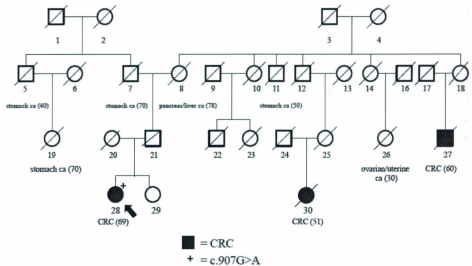 1 2 3 4
5 6 7 8 9 10 11 12 13 14 16 17 18
stomach ca (40) stomach ca (70) pancreas/liver ca (78) stomach ca (50)
19 20 21 22 23 24 25 26 27
stomach ca (70) ovarian/uterine CRC (60)
ca (30)
+
28 29 30
CRC (69) CRC (51)
= CRC
+ = c.907G>A